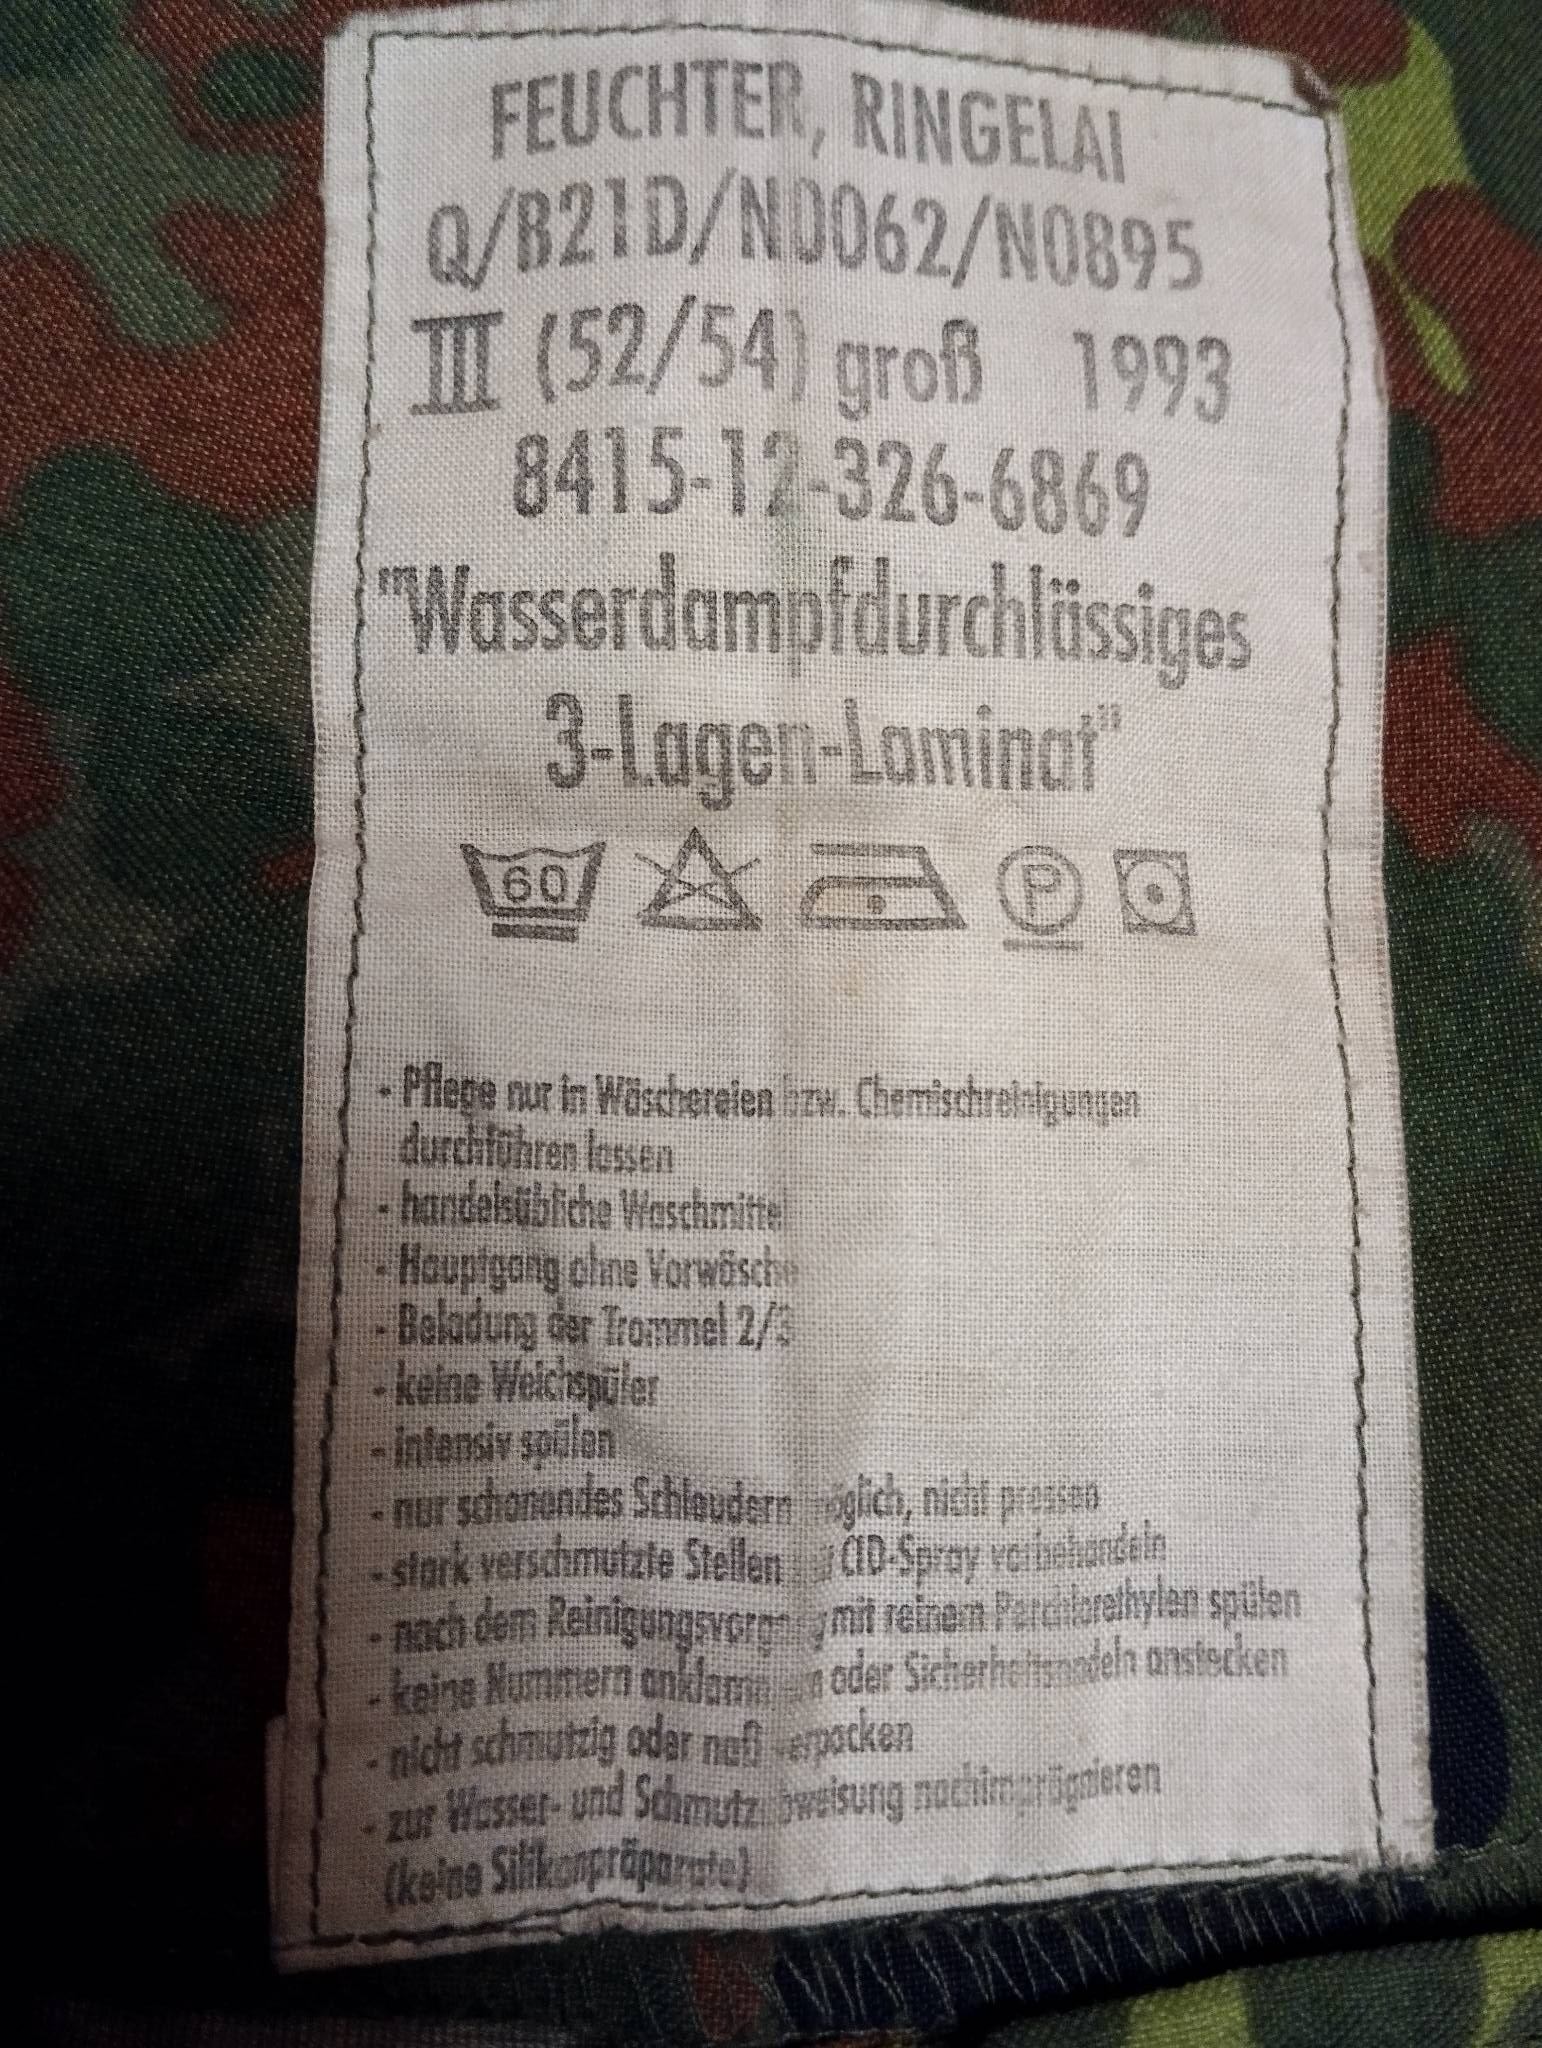 FEUCHTER, RINGELAI
Q/B21D/N0062/N0895
III (52/54) groß 1993
8415-12-326-6869
"Wasserdampfdurchlässiges
3-Lagen-Laminat"
60 P
- Pflege nur in Wäschereien bzw. Chemischreinigungen
durchführen lassen
- handelsübliche Waschmittel
- Hauptgang ohne Vorwäsche
- Beladung der Trommel 2/3
- keine Weichspüler
- intensiv spülen
- nur schonendes Schleudern möglich, nicht pressen
- stark verschmutzte Stellen CID-Spray vorbehandeln
- nach dem Reinigungsvorgang mit reinem Perchlorethylen spülen
- keine Nummern anklammern oder Sicherheitsnadeln anstecken
- nicht schmutzig oder naß verpacken
- zur Wasser- und Schmutzabweisung nachimprägnieren
(keine Silikonpräparate)